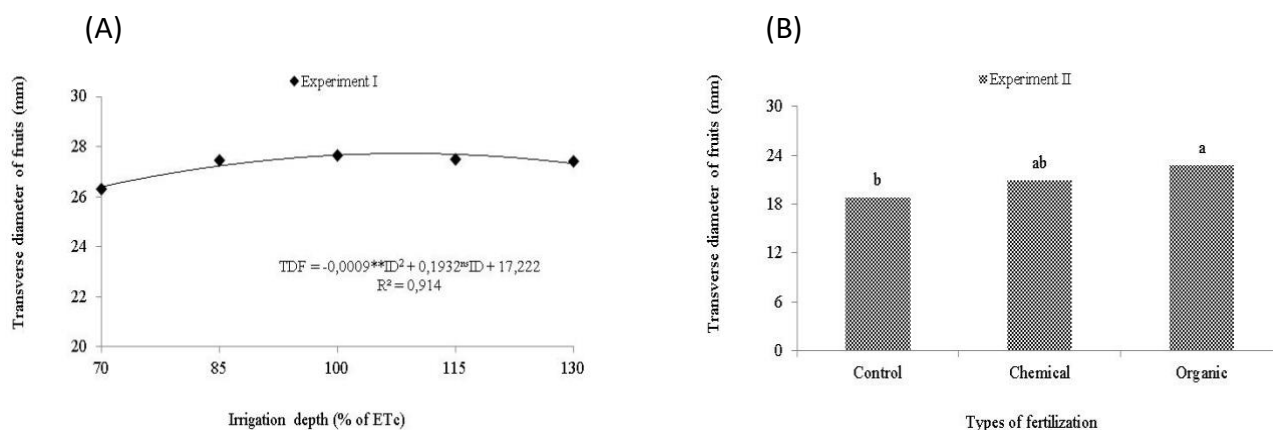 (A)
Experiment I
Transverse diameter of fruits (mm)
30
28
26
24
22
20
TDF = -0,0009**ID² + 0,1932ⁿˢID + 17,222
R² = 0,914
70 85 100 115 130
Irrigation depth (% of ETc)
(B)
Experiment II
Transverse diameter of fruits (mm)
30
24
18
12
6
0
b ab a
Control Chemical Organic
Types of fertilization